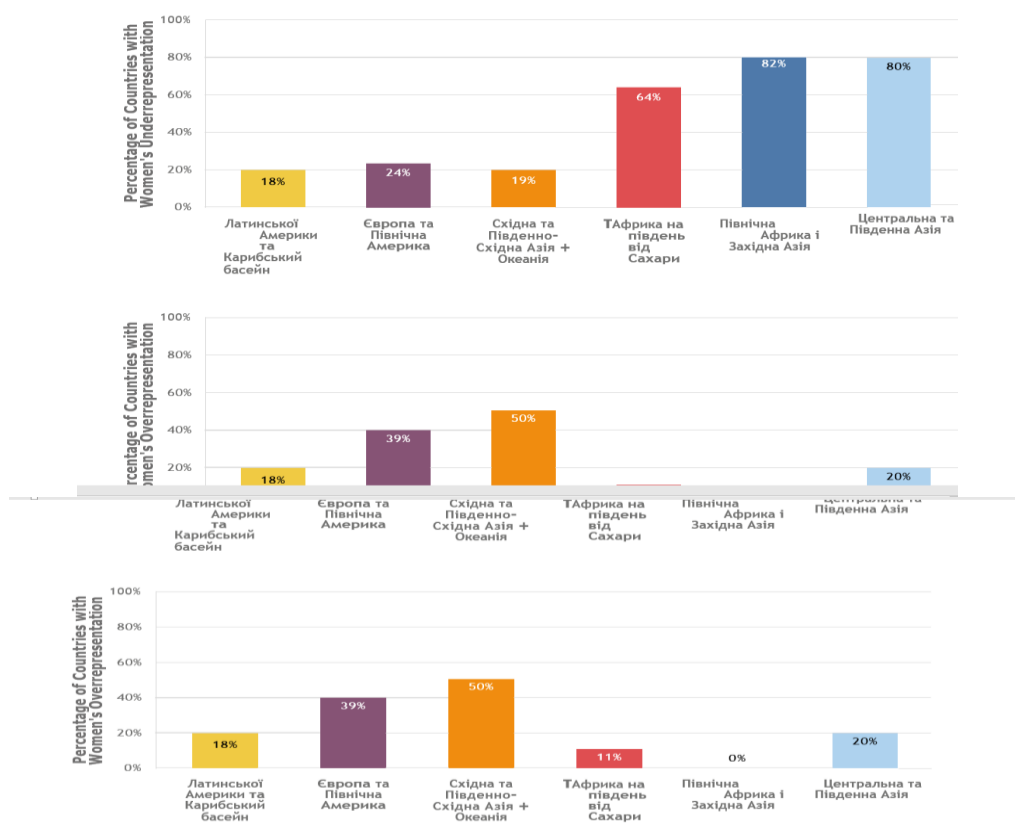 Percentage of Countries with
Women's Underrepresentation
100%
80%
60%
40%
20%
0%
18%
24%
19%
64%
82%
80%
Латинської
Америки
та
Карибський
басейн
Європа та
Північна
Америка
Східна та
Південно-
Східна Азія +
Океанія
ТАфрика на
південь
від
Сахари
Північна
Африка і
Західна Азія
Центральна та
Південна Азія
rcentage of Countries with
omen's Overrepresentation
100%
80%
60%
40%
20%
18%
39%
50%
20%
Латинської
Америки
та
Карибський
басейн
Європа та
Північна
Америка
Східна та
Південно-
Східна Азія +
Океанія
ТАфрика на
південь
від
Сахари
Північна
Африка і
Західна Азія
Центральна та
Південна Азія
Percentage of Countries with
Women's Overrepresentation
100%
80%
60%
40%
20%
0%
18%
39%
50%
11%
0%
20%
Латинської
Америки та
Карибський
басейн
Європа та
Північна
Америка
Східна та
Південно-
Східна Азія +
Океанія
ТАфрика на
південь
від
Сахари
Північна
Африка і
Західна Азія
Центральна та
Південна Азія